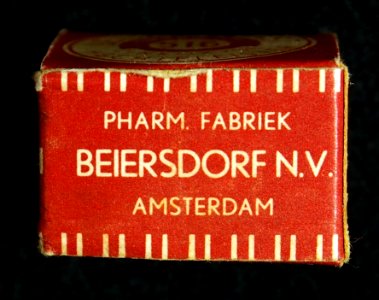 PHARM. FABRIEK
BEIERSDORF N.V.
AMSTERDAM